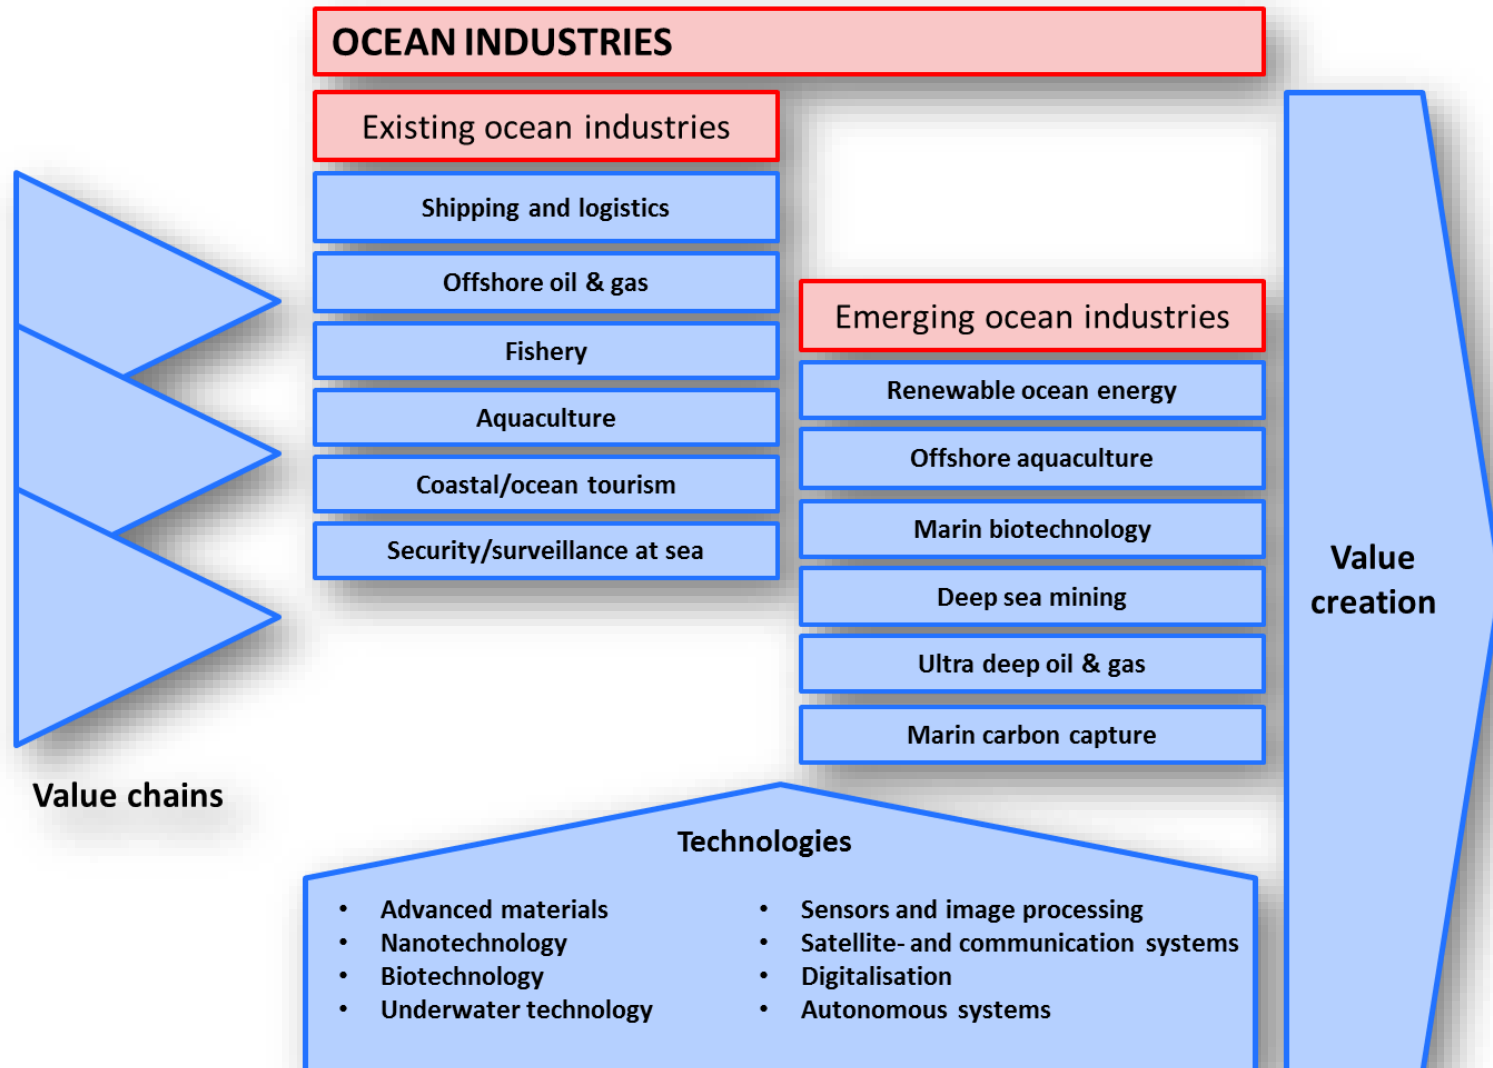 OCEAN INDUSTRIES
Existing ocean industries
Shipping and logistics
Offshore oil & gas
Fishery
Aquaculture
Coastal/ocean tourism
Security/surveillance at sea
Emerging ocean industries
Renewable ocean energy
Offshore aquaculture
Marin biotechnology
Deep sea mining
Ultra deep oil & gas
Marin carbon capture
Value
creation
Value chains
Technologies
• Advanced materials
• Nanotechnology
• Biotechnology
• Underwater technology
• Sensors and image processing
• Satellite- and communication systems
• Digitalisation
• Autonomous systems